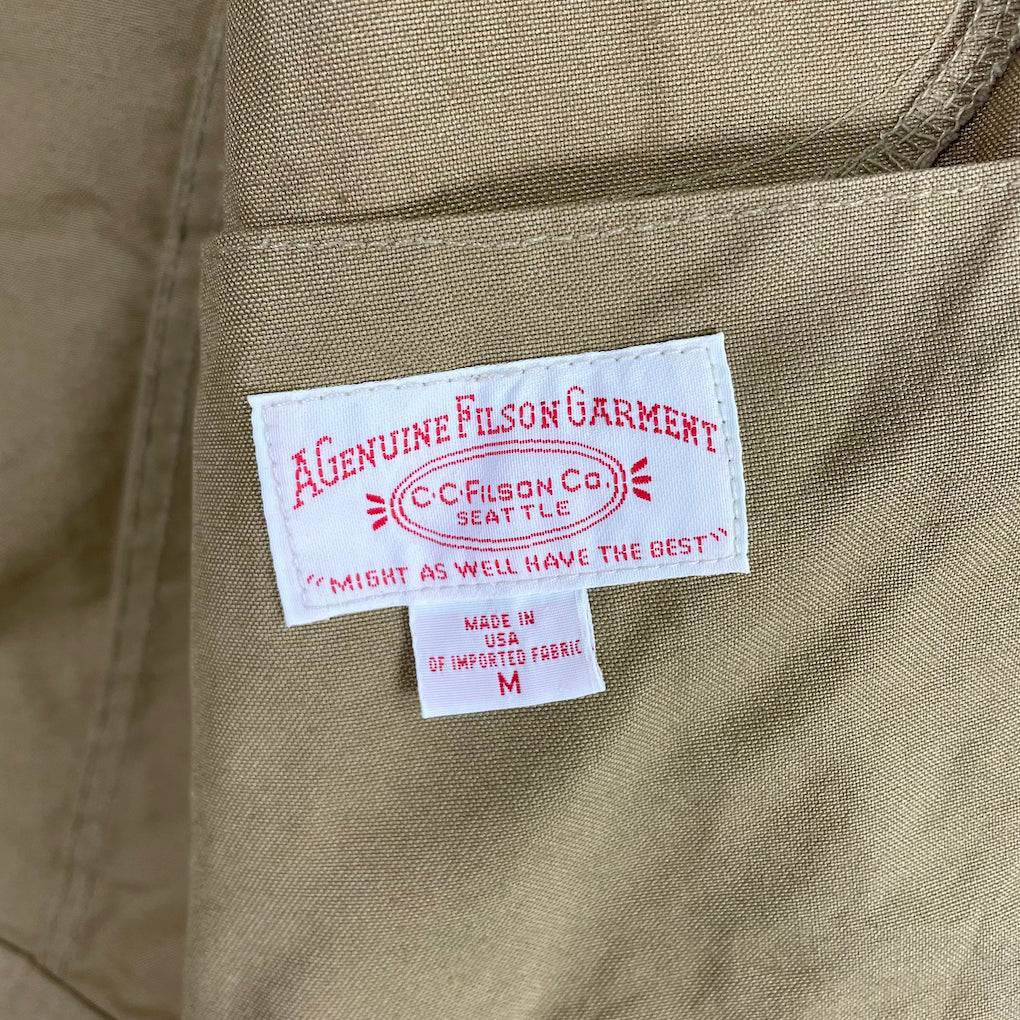 A GENUINE FILSON GARMENT
C·C·FILSON CO.
SEATTLE
"MIGHT AS WELL HAVE THE BEST"
MADE IN
USA
OF IMPORTED FABRIC
M